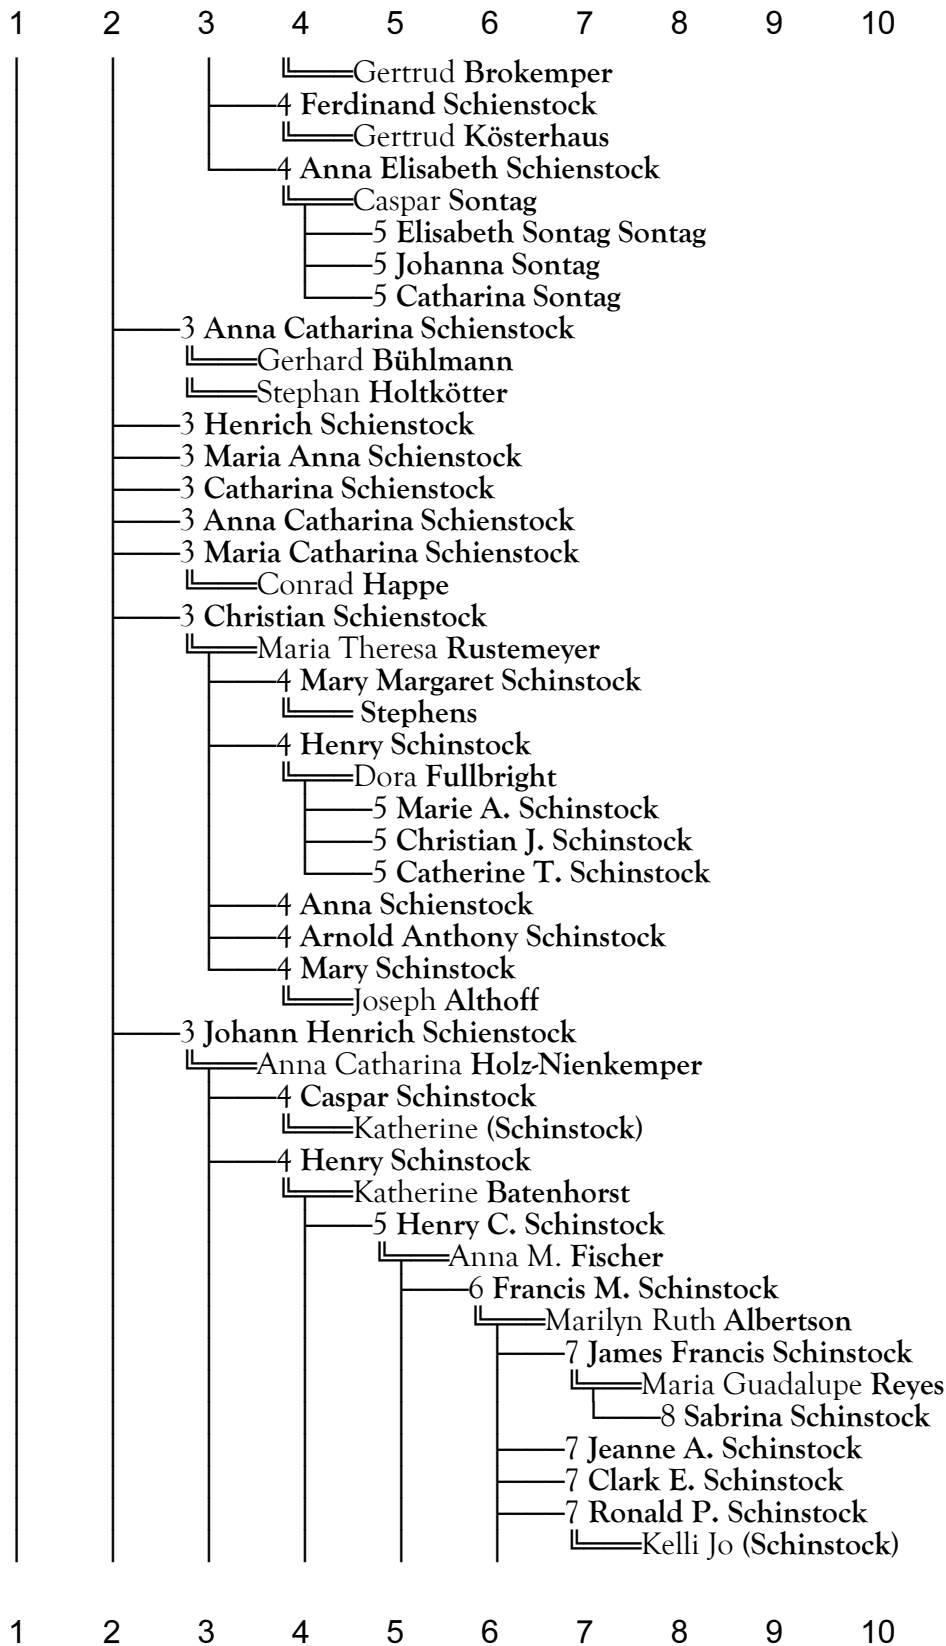 1 2 3 4 5 6 7 8 9 10
Gertrud Brokemper
4 Ferdinand Schienstock
Gertrud Kösterhaus
4 Anna Elisabeth Schienstock
Caspar Sontag
5 Elisabeth Sontag Sontag
5 Johanna Sontag
5 Catharina Sontag
3 Anna Catharina Schienstock
Gerhard Bühlmann
Stephan Holtkötter
3 Henrich Schienstock
3 Maria Anna Schienstock
3 Catharina Schienstock
3 Anna Catharina Schienstock
3 Maria Catharina Schienstock
Conrad Happe
3 Christian Schienstock
Maria Theresa Rustemeyer
4 Mary Margaret Schinstock
Stephens
4 Henry Schinstock
Dora Fullbright
5 Marie A. Schinstock
5 Christian J. Schinstock
5 Catherine T. Schinstock
4 Anna Schienstock
4 Arnold Anthony Schinstock
4 Mary Schinstock
Joseph Althoff
3 Johann Henrich Schienstock
Anna Catharina Holz-Nienkemper
4 Caspar Schinstock
Katherine (Schinstock)
4 Henry Schinstock
Katherine Batenhorst
5 Henry C. Schinstock
Anna M. Fischer
6 Francis M. Schinstock
Marilyn Ruth Albertson
7 James Francis Schinstock
Maria Guadalupe Reyes
8 Sabrina Schinstock
7 Jeanne A. Schinstock
7 Clark E. Schinstock
7 Ronald P. Schinstock
Kelli Jo (Schinstock)
1 2 3 4 5 6 7 8 9 10